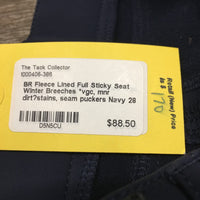 The Tack Collector
t000406-386
BR Fleece Lined Full Sticky Seat
Winter Breeches *vgc, mnr
dirt?stains, seam puckers Navy 28
D5N5CU
$88.50
Retail (New) Price
is $ 170